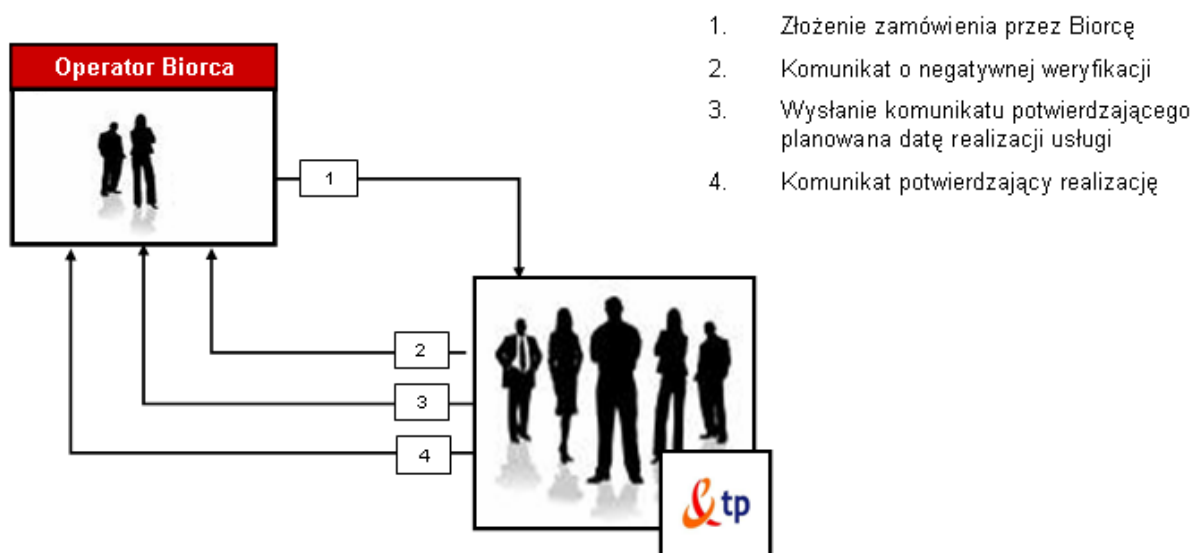 Operator Biorca
1. Złożenie zamówienia przez Biorcę
2. Komunikat o negatywnej weryfikacji
3. Wysłanie komunikatu potwierdzającego
planowana datę realizacji usługi
4. Komunikat potwierdzający realizację
1
2
3
4
tp